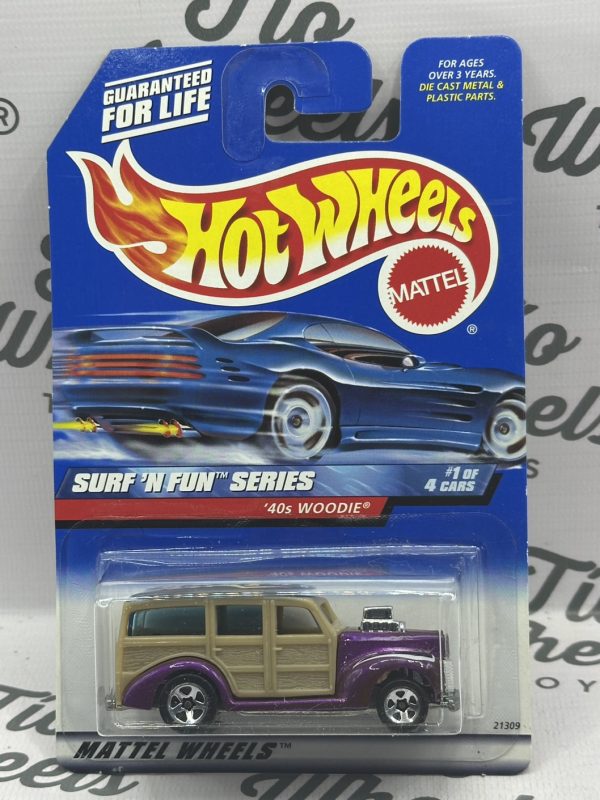 GUARANTEED
FOR LIFE
FOR AGES
OVER 3 YEARS.
DIE CAST METAL &
PLASTIC PARTS.
HOT WHEELS
MATTEL
®
SURF 'N FUN™ SERIES
#1 OF
4 CARS
'40s WOODIE®
21309
MATTEL WHEELS™